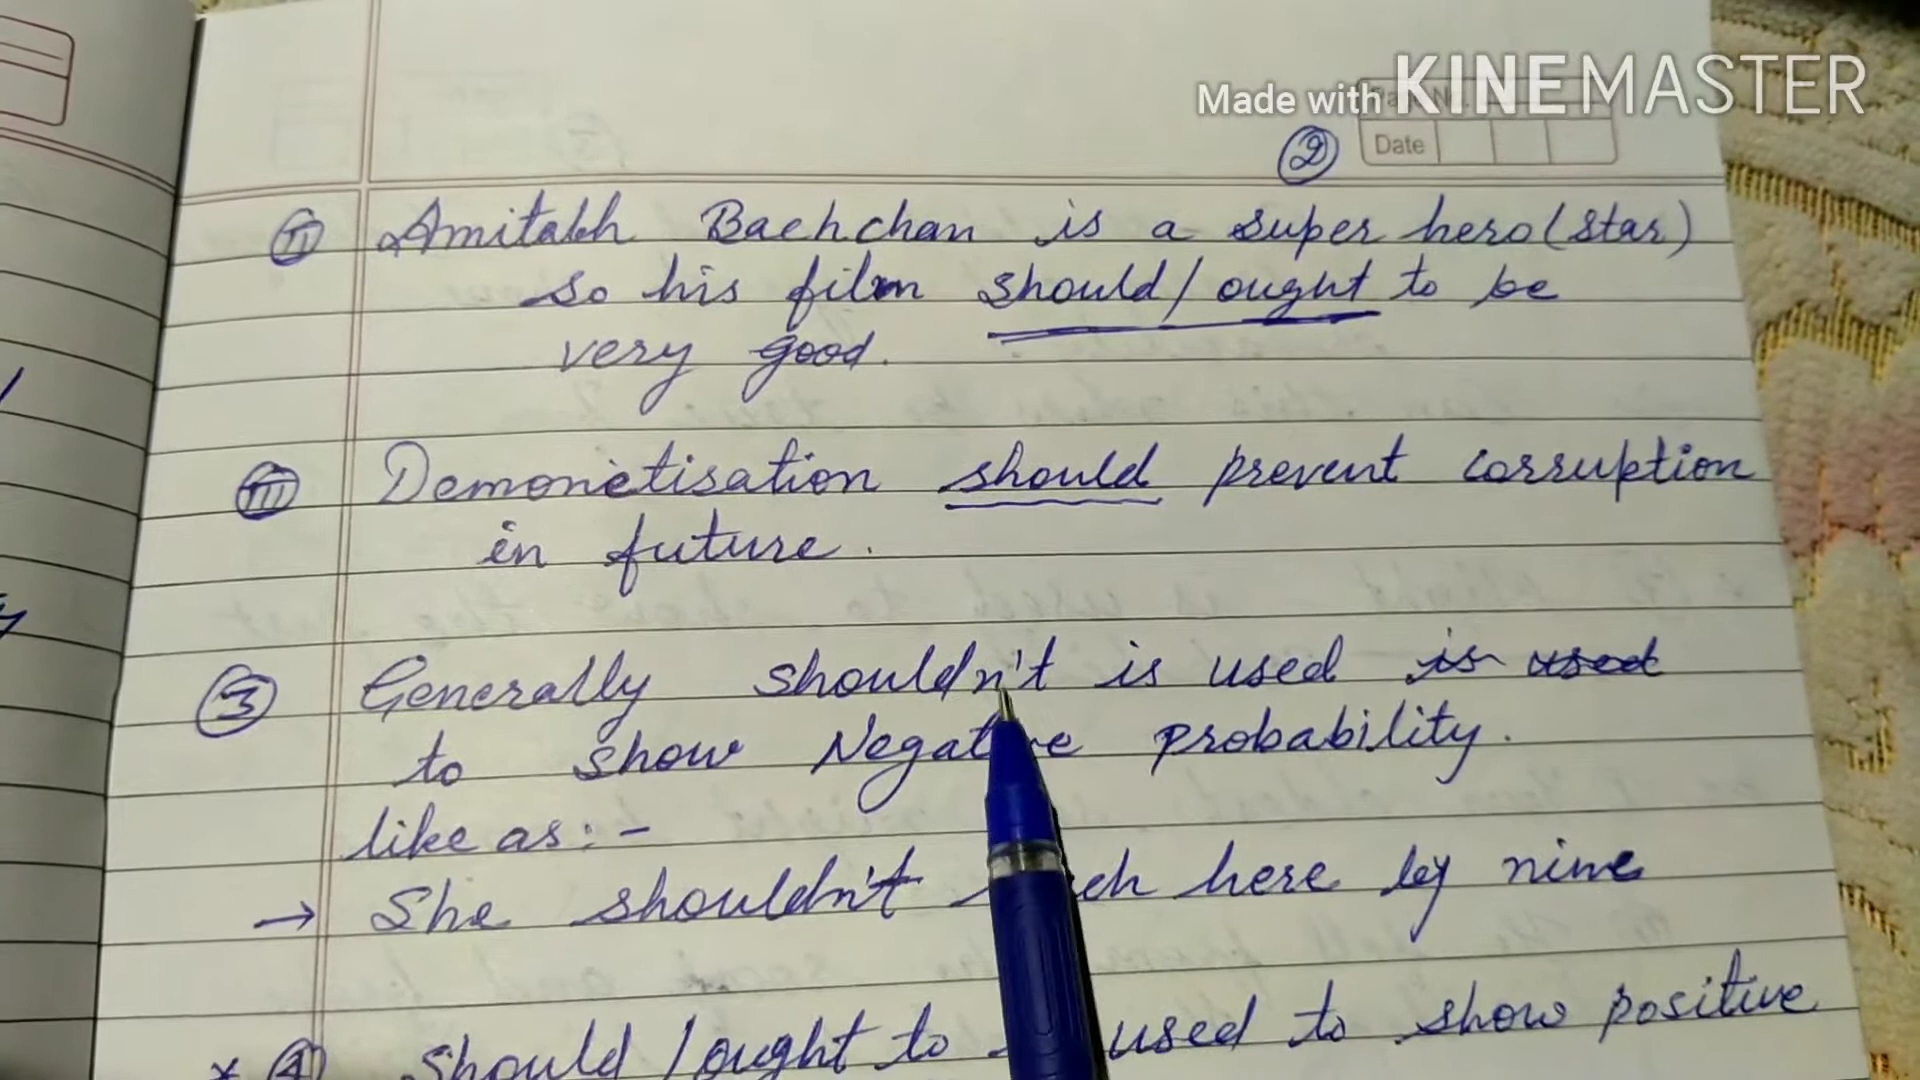 Made with KINEMASTER
2
Date
II Amitabh Bachchan is a super hero (star)
so his film should / ought to be
very good.
III Demonetisation should prevent corruption
in future.
3 Generally shouldn't is used is used
to show Negative probability.
like as :-
→ She shouldn't here by nine
* 4 Should / ought to used to show positive